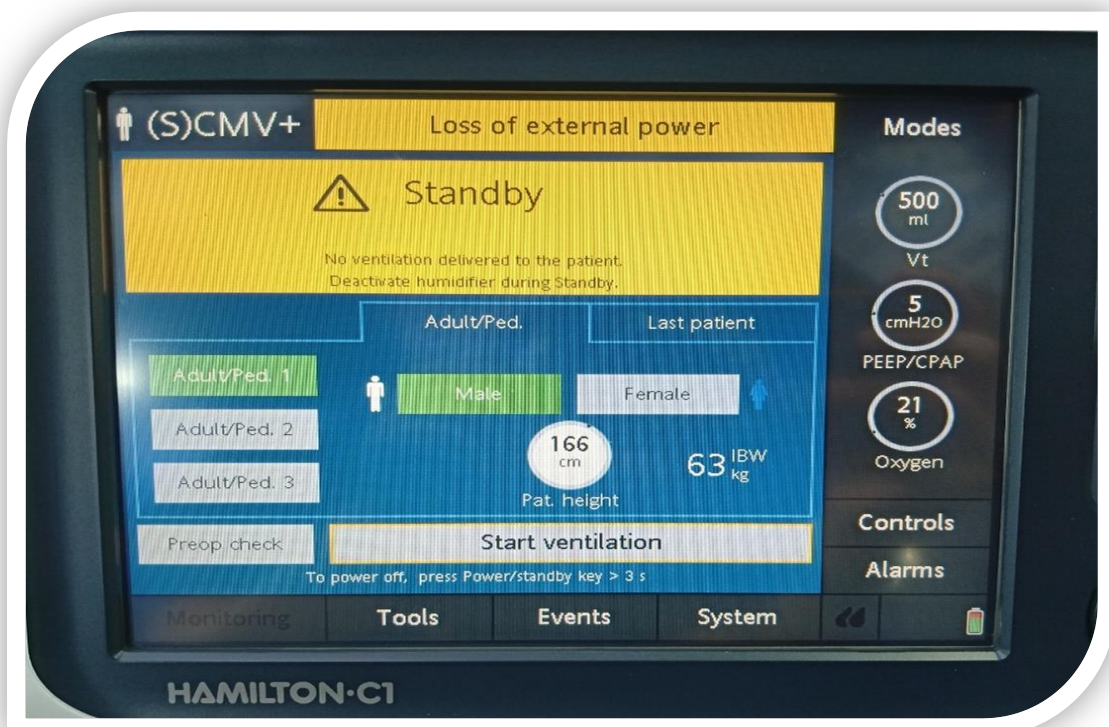 (S)CMV+
Loss of external power
Modes
Standby
No ventilation delivered to the patient.
Deactivate humidifier during Standby.
500
ml
Vt
5
cmH2O
PEEP/CPAP
21
%
Oxygen
Adult/Ped.
Last patient
Adult/Ped. 1
Adult/Ped. 2
Adult/Ped. 3
Male
Female
166
cm
Pat. height
63 IBW
kg
Preop check
Start ventilation
To power off, press Power/standby key > 3 s
Controls
Alarms
Monitoring
Tools
Events
System
HAMILTON·C1